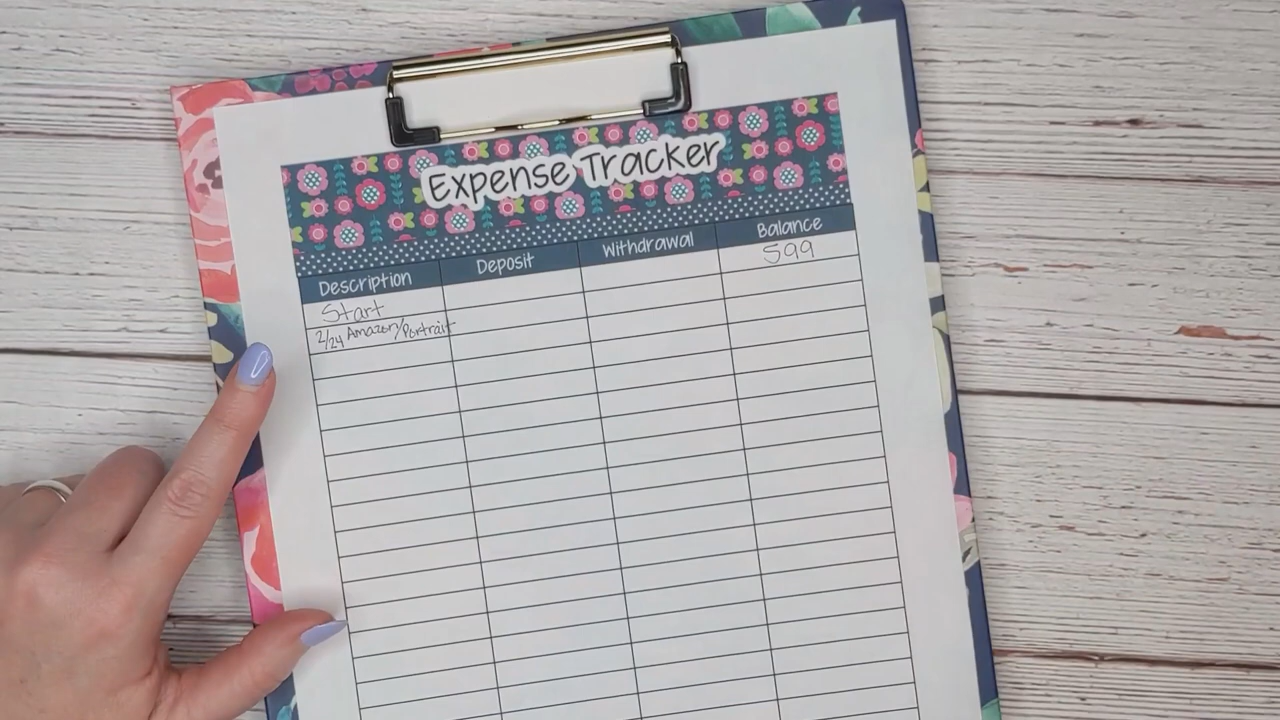 Expense Tracker
Description Deposit Withdrawal Balance
Start 599
2/24 Amazon/Portrait